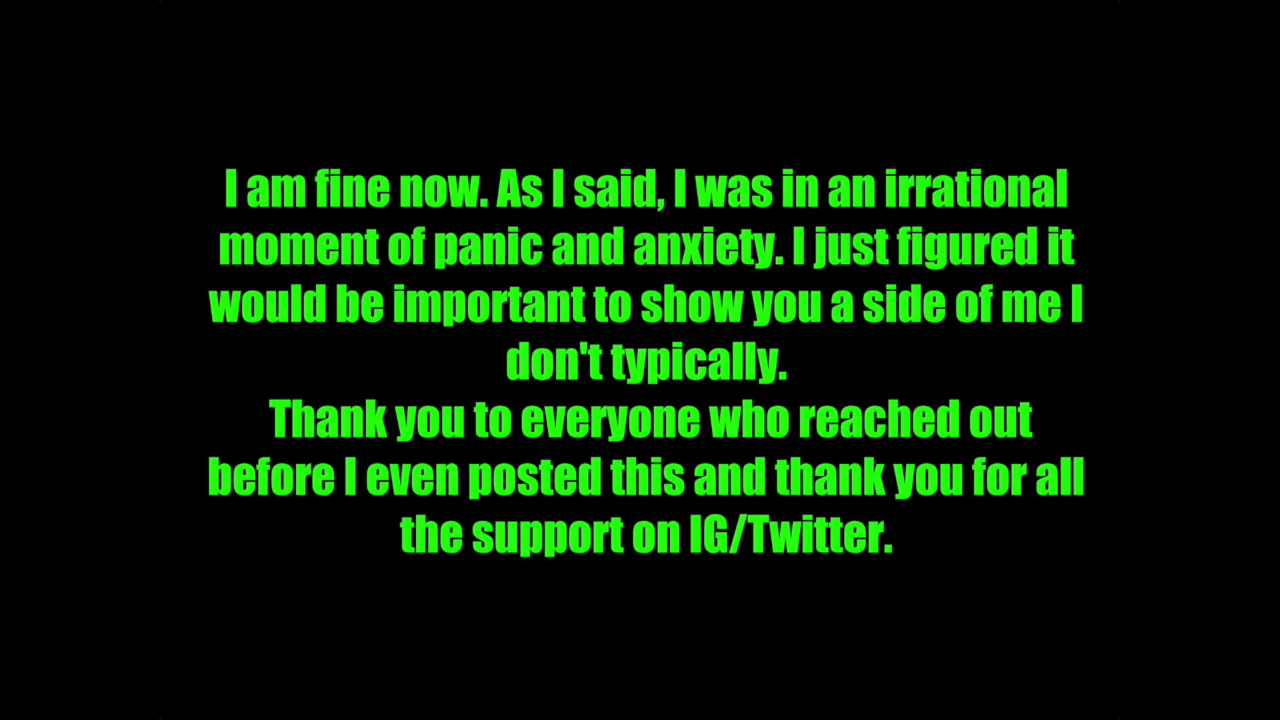 I am fine now. As I said, I was in an irrational
moment of panic and anxiety. I just figured it
would be important to show you a side of me I
don't typically.
Thank you to everyone who reached out
before I even posted this and thank you for all
the support on IG/Twitter.